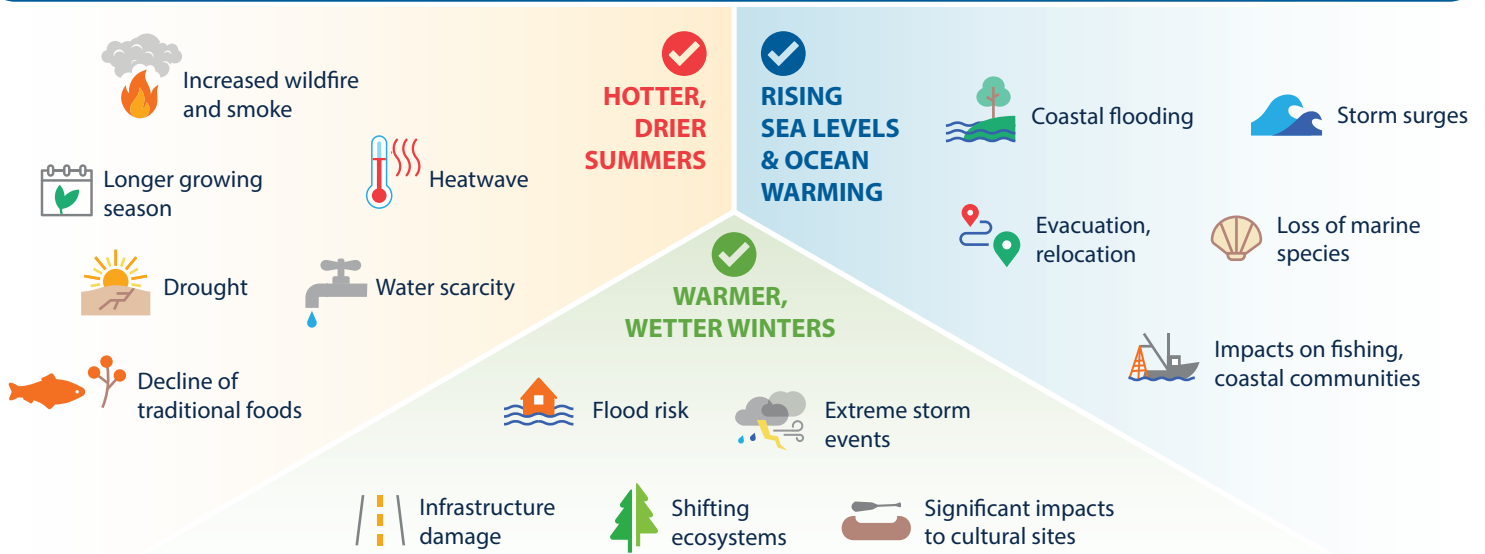 HOTTER,
DRIER
SUMMERS
Increased wildfire
and smoke
Heatwave
Longer growing
season
Drought
Water scarcity
Decline of
traditional foods
RISING
SEA LEVELS
& OCEAN
WARMING
Coastal flooding
Storm surges
Evacuation,
relocation
Loss of marine
species
Impacts on fishing,
coastal communities
WARMER,
WETTER WINTERS
Flood risk
Extreme storm
events
Infrastructure
damage
Shifting
ecosystems
Significant impacts
to cultural sites